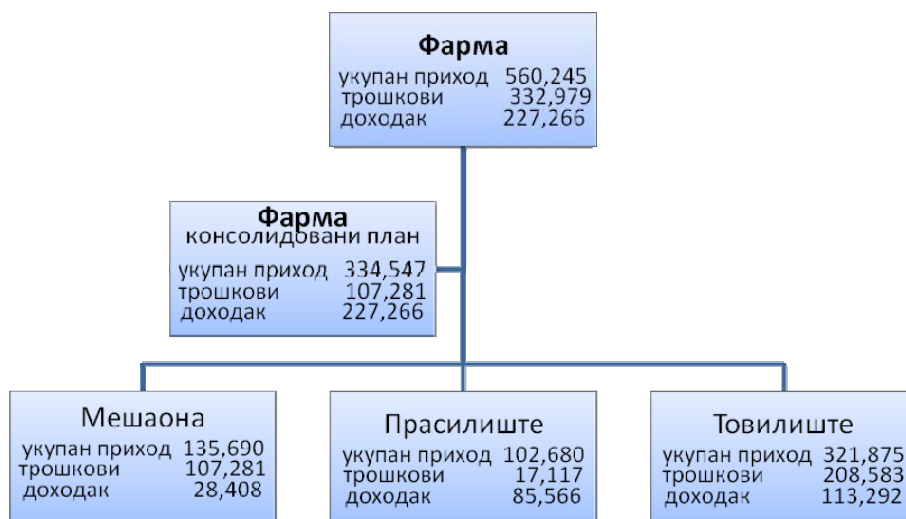 Фарма
укупан приход 560,245
трошкови 332,979
доходак 227,266
Фарма
консолидовани план
укупан приход 334,547
трошкови 107,281
доходак 227,266
Мешаона
укупан приход 135,690
трошкови 107,281
доходак 28,408
Прасилиште
укупан приход 102,680
трошкови 17,117
доходак 85,566
Товилиште
укупан приход 321,875
трошкови 208,583
доходак 113,292